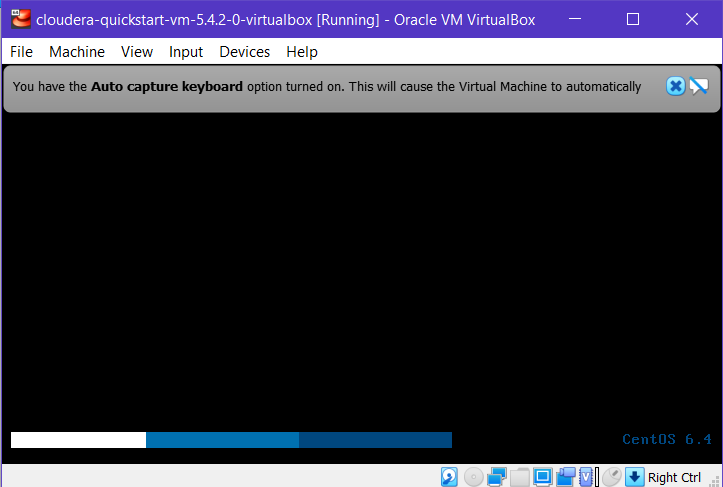 cloudera-quickstart-vm-5.4.2-0-virtualbox [Running] - Oracle VM VirtualBox
File Machine View Input Devices Help
You have the Auto capture keyboard option turned on. This will cause the Virtual Machine to automatically
CentOS 6.4
Right Ctrl